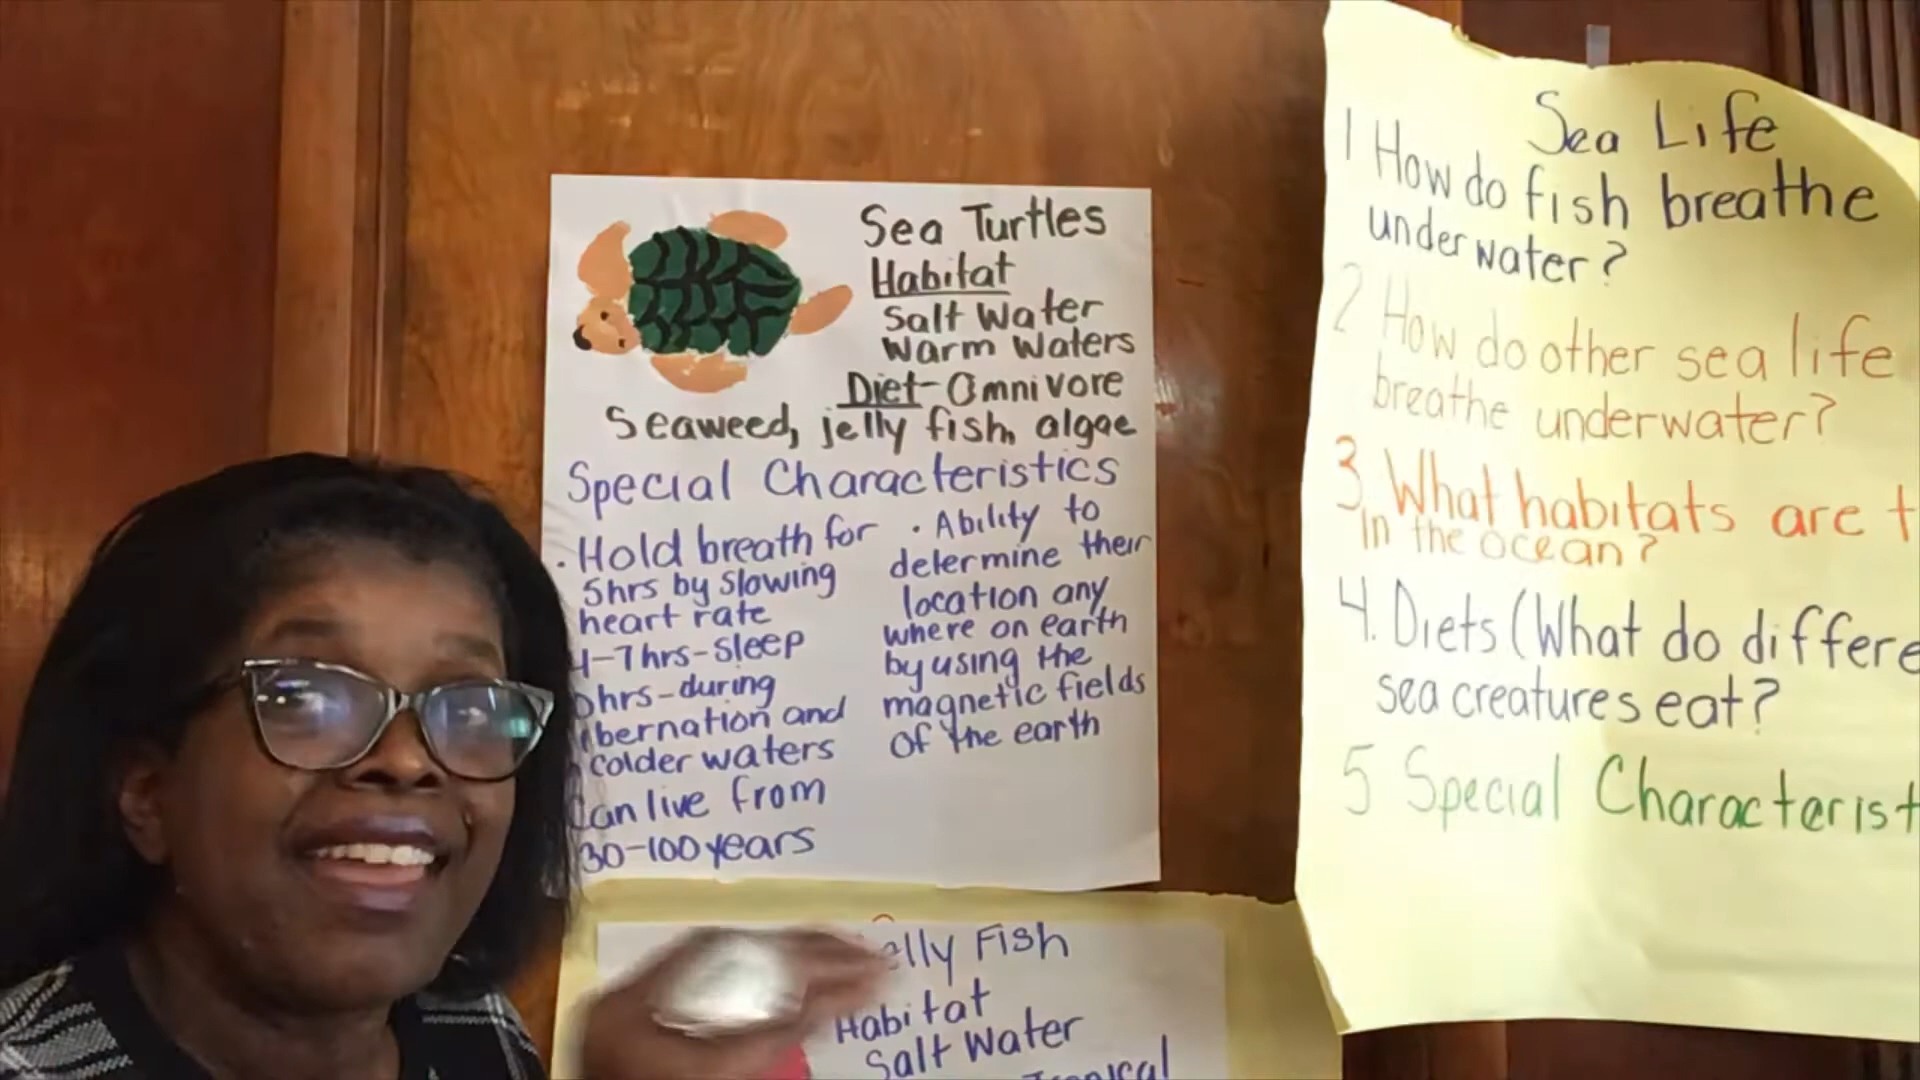 Sea Turtles
Habitat
Salt Water
Warm Waters
Diet-Omnivore
Seaweed, jelly fish, algae
Special Characteristics
· Hold breath for
5hrs by slowing
heart rate
4-7hrs-sleep
hrs-during
bernation and
colder waters
Can live from
30-100 years
· Ability to
determine their
location any
where on earth
by using the
magnetic fields
of the earth
elly Fish
Habitat
Salt Water
Sea Life
1 How do fish breathe
underwater?
2 How do other sea life
breathe underwater?
3. What habitats are t
in the ocean?
4. Diets (What do differe
sea creatures eat?
5 Special Characterist